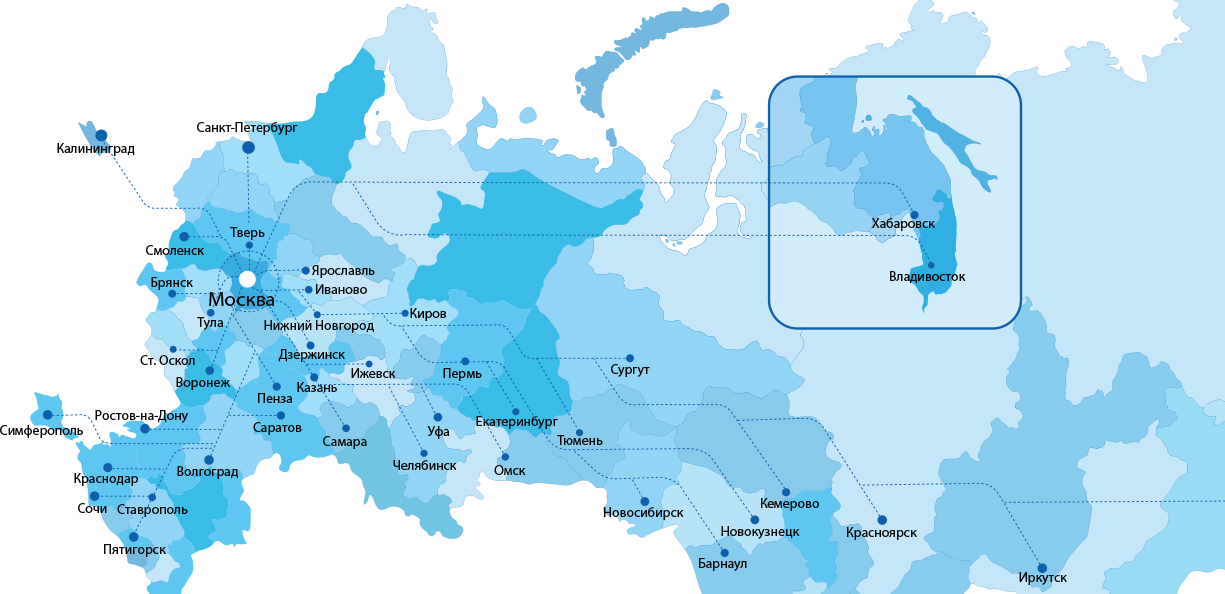 Санкт-Петербург
Калининград
Хабаровск
Тверь
Смоленск
Ярославль
Владивосток
Брянск
Иваново
Москва
Киров
Тула
Нижний Новгород
Дзержинск
Ст. Оскол
Ижевск
Пермь
Сургут
Воронеж
Казань
Пенза
Ростов-на-Дону
Екатеринбург
Симферополь
Саратов
Уфа
Самара
Тюмень
Волгоград
Челябинск
Омск
Краснодар
Кемерово
Сочи
Ставрополь
Новосибирск
Новокузнецк
Красноярск
Пятигорск
Барнаул
Иркутск